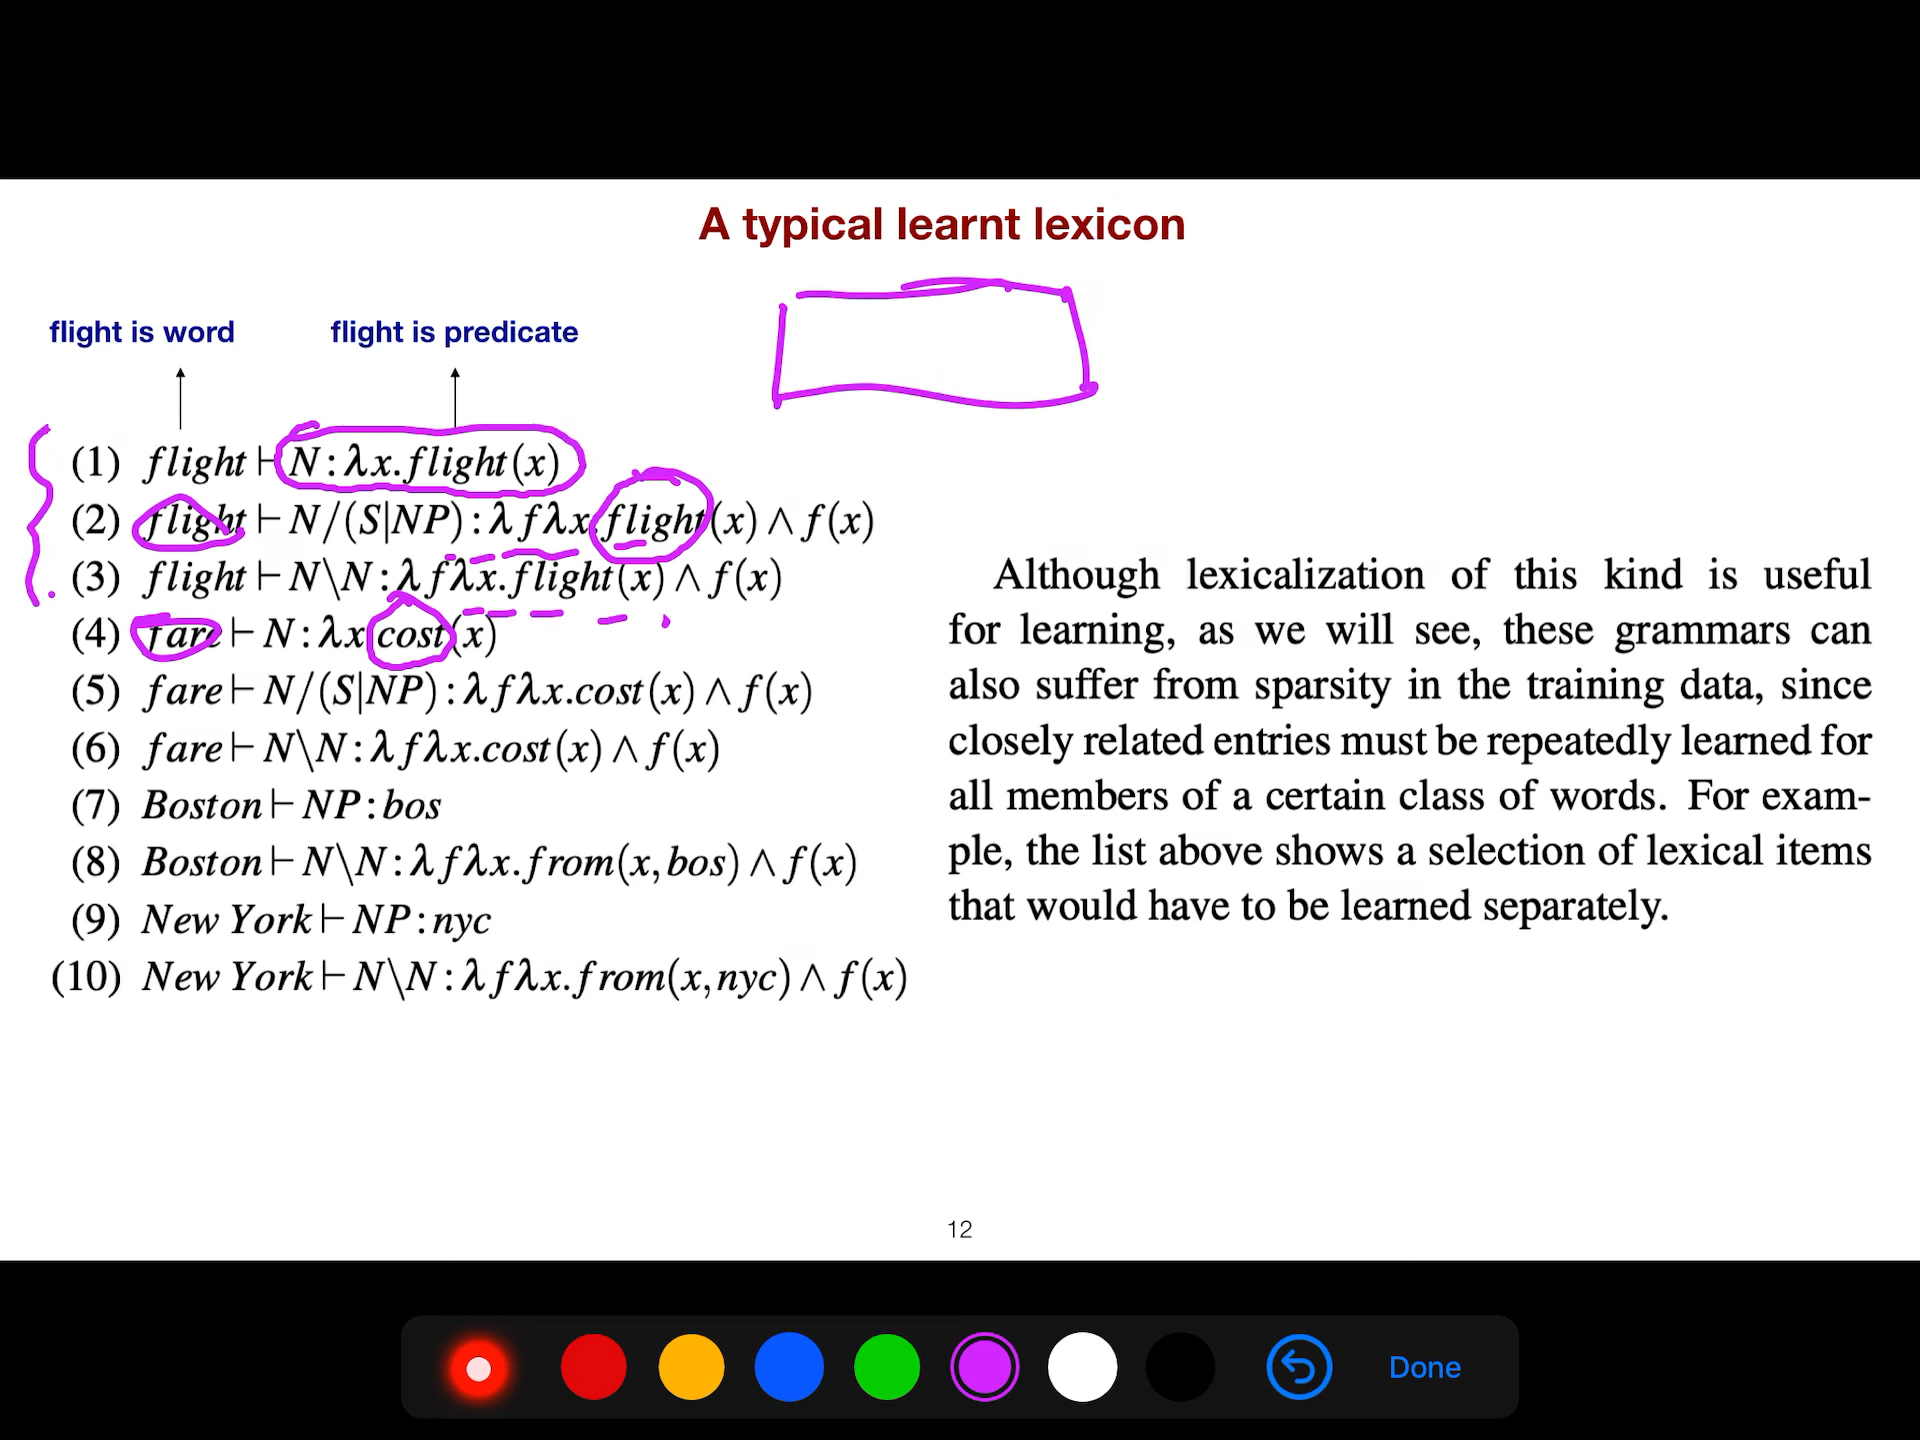 A typical learnt lexicon
flight is word
flight is predicate
(1) flight ⊢ N : λx.flight(x)
(2) flight ⊢ N/(S|NP) : λfλx.flight(x) ∧ f(x)
(3) flight ⊢ N\N : λfλx.flight(x) ∧ f(x)
(4) fare ⊢ N : λx.cost(x)
(5) fare ⊢ N/(S|NP) : λfλx.cost(x) ∧ f(x)
(6) fare ⊢ N\N : λfλx.cost(x) ∧ f(x)
(7) Boston ⊢ NP : bos
(8) Boston ⊢ N\N : λfλx.from(x,bos) ∧ f(x)
(9) New York ⊢ NP : nyc
(10) New York ⊢ N\N : λfλx.from(x,nyc) ∧ f(x)
Although lexicalization of this kind is useful
for learning, as we will see, these grammars can
also suffer from sparsity in the training data, since
closely related entries must be repeatedly learned for
all members of a certain class of words. For exam-
ple, the list above shows a selection of lexical items
that would have to be learned separately.
12
Done